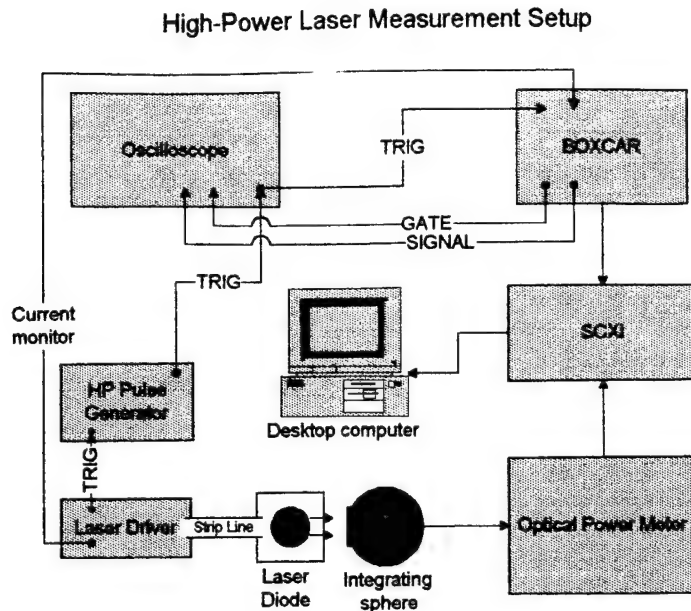 High-Power Laser Measurement Setup
Oscilloscope
TRIG
BOXCAR
GATE
SIGNAL
TRIG
Current
monitor
SCXI
HP Pulse
Generator
Desktop computer
TRIG
Laser Driver
Strip Line
Optical Power Meter
Laser
Diode
Integrating
sphere